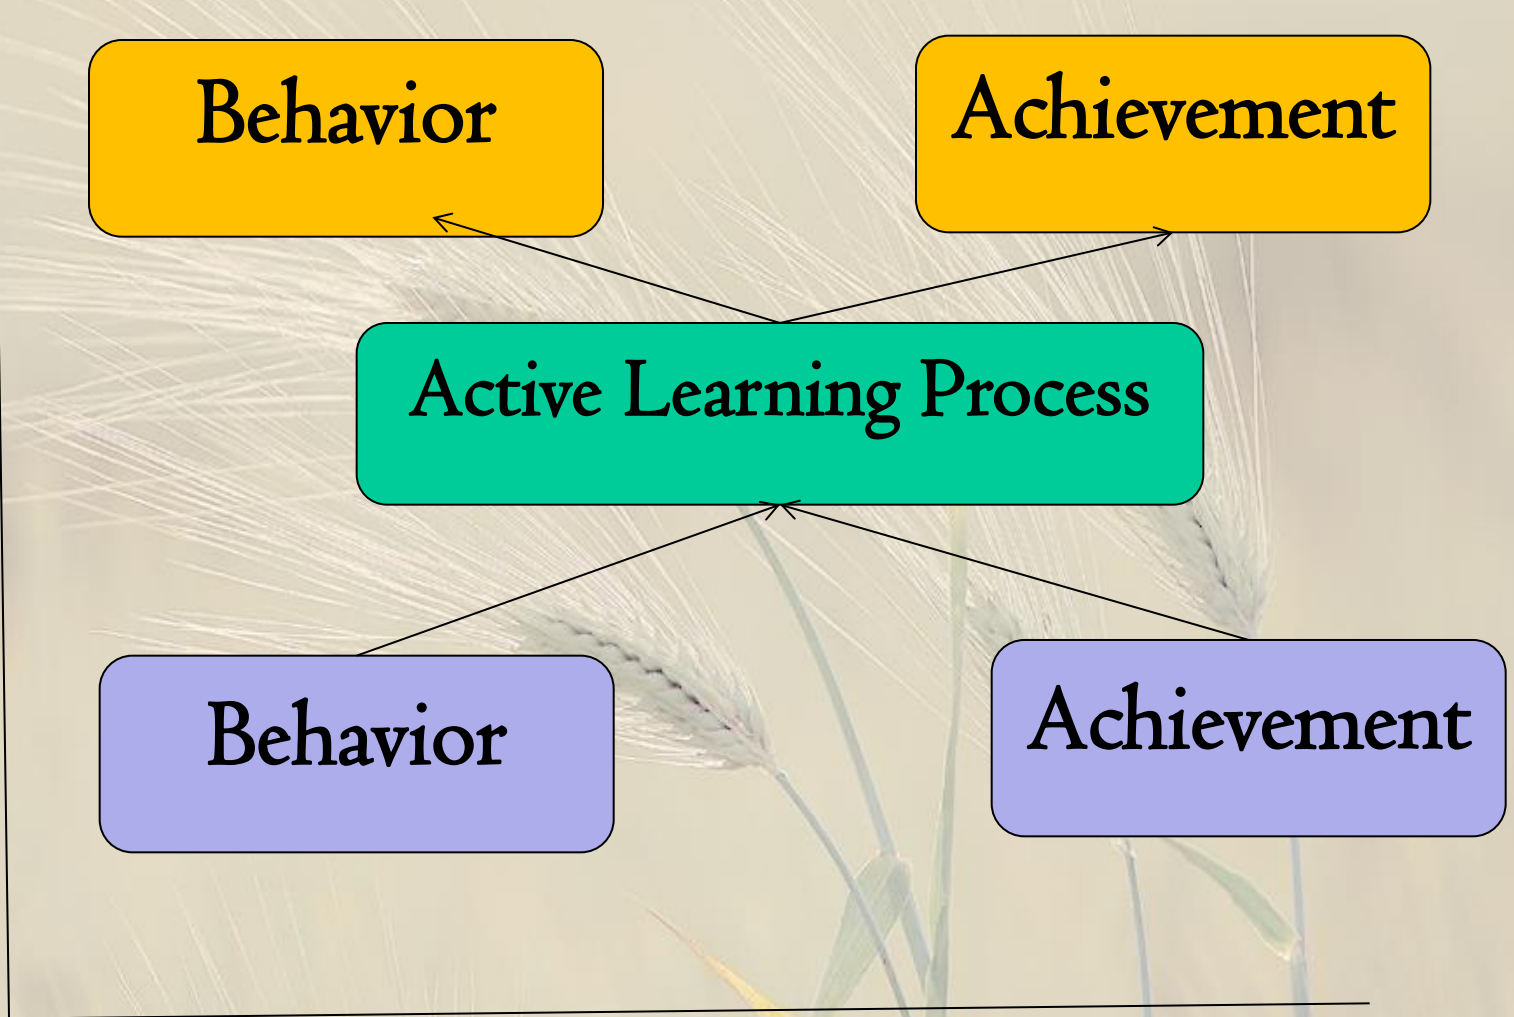 Behavior
Achievement
Active Learning Process
Behavior
Achievement